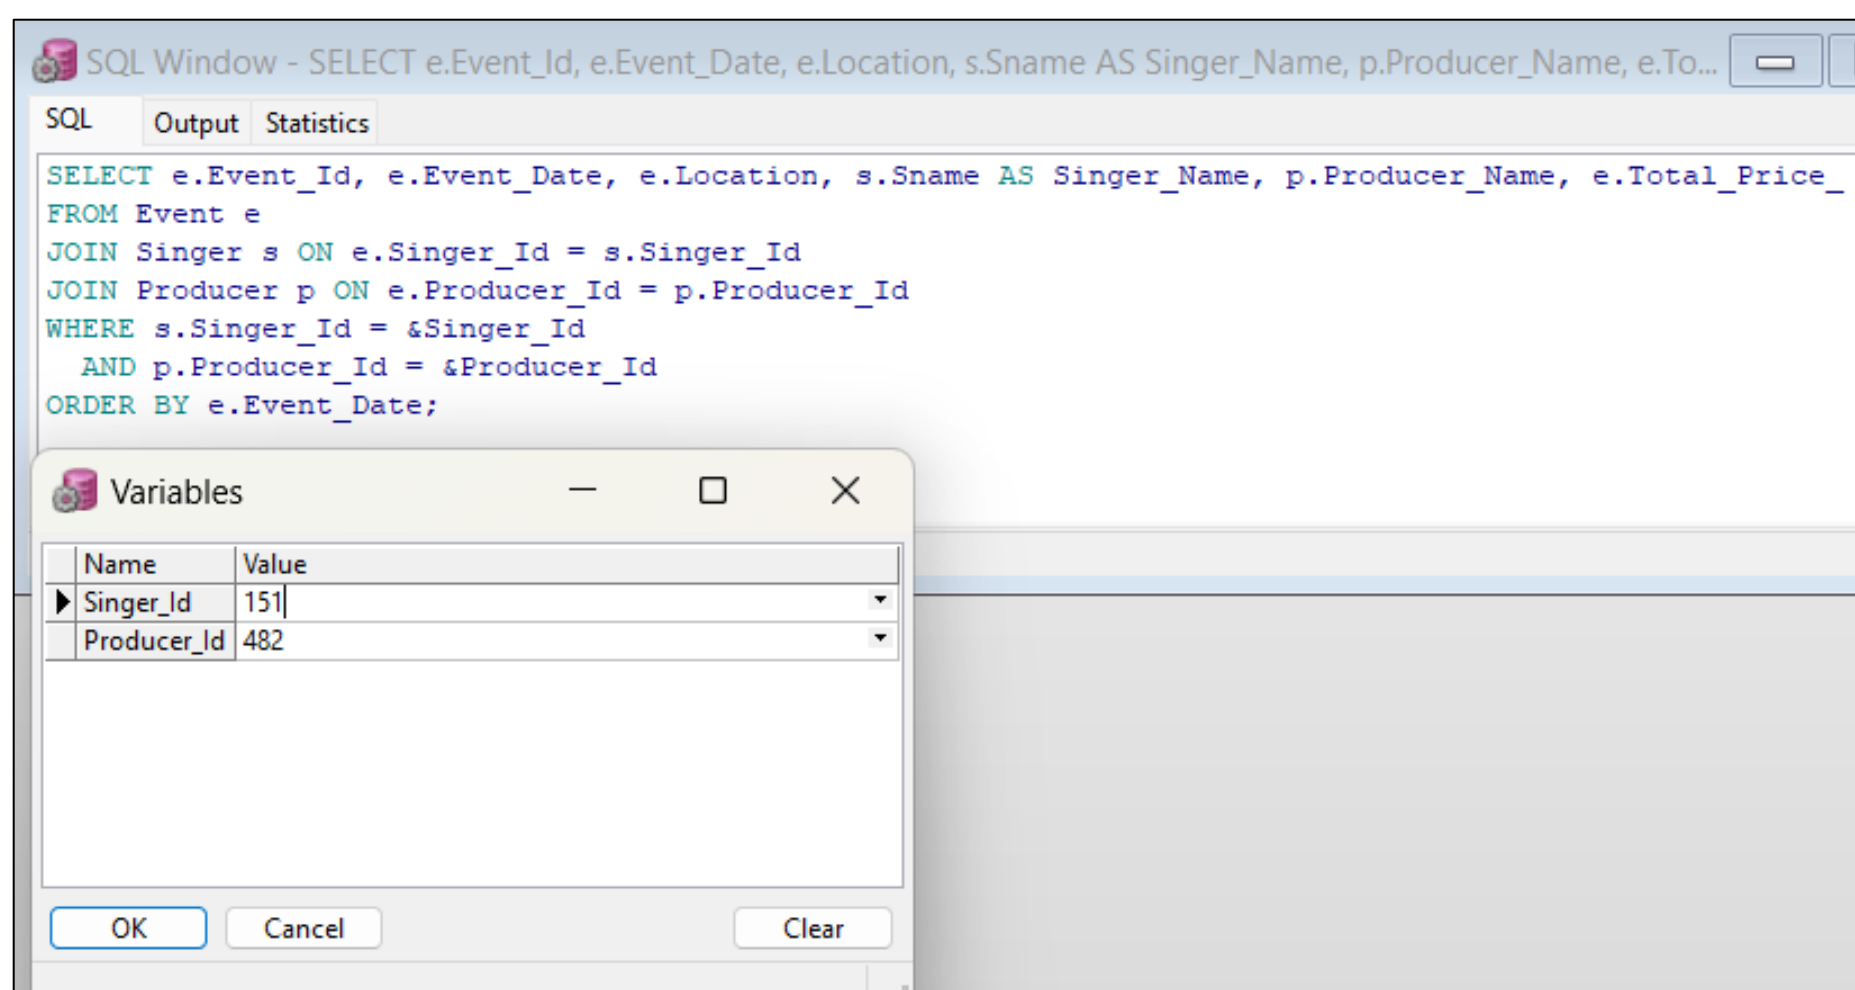 SQL Window - SELECT e.Event_Id, e.Event_Date, e.Location, s.Sname AS Singer_Name, p.Producer_Name, e.To...
SQL Output Statistics
SELECT e.Event_Id, e.Event_Date, e.Location, s.Sname AS Singer_Name, p.Producer_Name, e.Total_Price_
FROM Event e
JOIN Singer s ON e.Singer_Id = s.Singer_Id
JOIN Producer p ON e.Producer_Id = p.Producer_Id
WHERE s.Singer_Id = &Singer_Id
AND p.Producer_Id = &Producer_Id
ORDER BY e.Event_Date;
Variables
Name Value
Singer_Id 151
Producer_Id 482
OK Cancel Clear